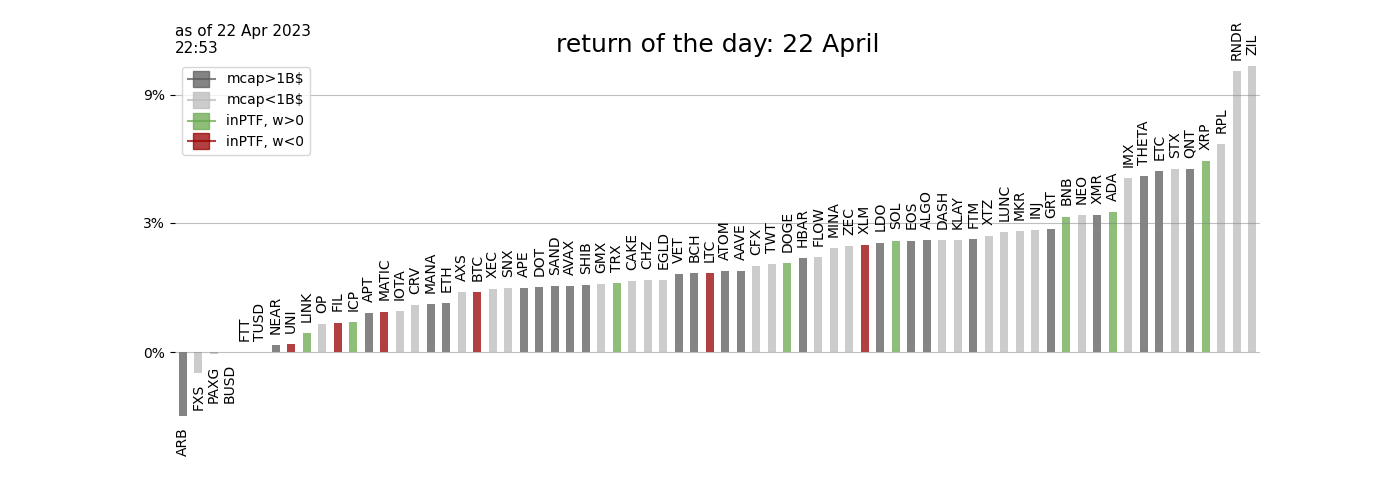 as of 22 Apr 2023
22:53
return of the day: 22 April
mcap>1B$
mcap<1B$
inPTF, w>0
inPTF, w<0
9%
3%
0%
ARB
FXS
PAXG
BUSD
FTT
TUSD
NEAR
UNI
LINK
OP
FIL
ICP
APT
MATIC
IOTA
CRV
MANA
ETH
AXS
BTC
XEC
SNX
APE
DOT
SAND
AVAX
SHIB
GMX
TRX
CAKE
CHZ
EGLD
VET
BCH
LTC
ATOM
AAVE
CFX
TWT
DOGE
HBAR
FLOW
MINA
ZEC
XLM
LDO
SOL
EOS
ALGO
DASH
KLAY
FTM
XTZ
LUNC
MKR
INJ
GRT
BNB
NEO
XMR
ADA
IMX
THETA
ETC
STX
QNT
XRP
RPL
RNDR
ZIL